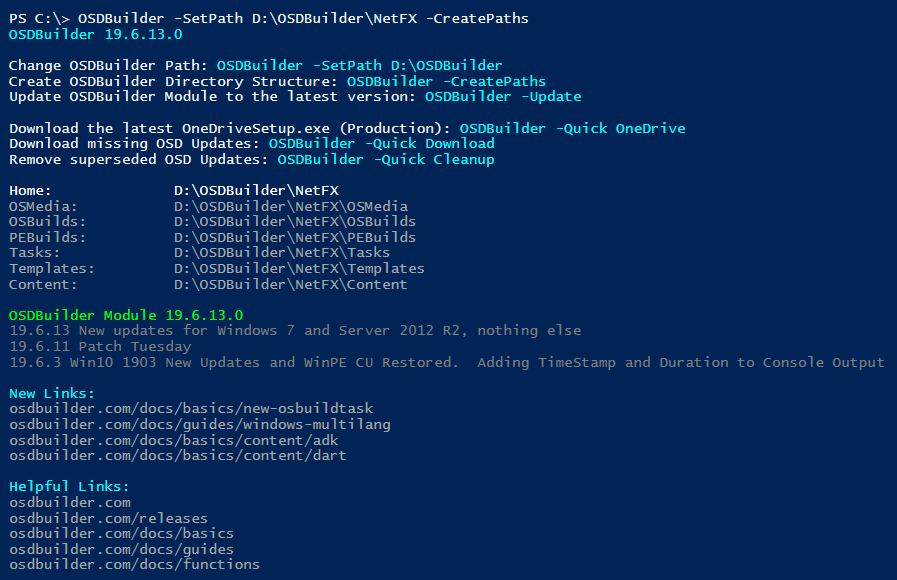 PS C:\> OSDBuilder -SetPath D:\OSDBuilder\NetFX -CreatePaths
OSDBuilder 19.6.13.0
Change OSDBuilder Path: OSDBuilder -SetPath D:\OSDBuilder
Create OSDBuilder Directory Structure: OSDBuilder -CreatePaths
Update OSDBuilder Module to the latest version: OSDBuilder -Update
Download the latest OneDriveSetup.exe (Production): OSDBuilder -Quick OneDrive
Download missing OSD Updates: OSDBuilder -Quick Download
Remove superseded OSD Updates: OSDBuilder -Quick Cleanup
Home: D:\OSDBuilder\NetFX
OSMedia: D:\OSDBuilder\NetFX\OSMedia
OSBuilds: D:\OSDBuilder\NetFX\OSBuilds
PEBuilds: D:\OSDBuilder\NetFX\PEBuilds
Tasks: D:\OSDBuilder\NetFX\Tasks
Templates: D:\OSDBuilder\NetFX\Templates
Content: D:\OSDBuilder\NetFX\Content
OSDBuilder Module 19.6.13.0
19.6.13 New updates for Windows 7 and Server 2012 R2, nothing else
19.6.11 Patch Tuesday
19.6.3 Win10 1903 New Updates and WinPE CU Restored.  Adding TimeStamp and Duration to Console Output
New Links:
osdbuilder.com/docs/basics/new-osbuildtask
osdbuilder.com/docs/guides/windows-multilang
osdbuilder.com/docs/basics/content/adk
osdbuilder.com/docs/basics/content/dart
Helpful Links:
osdbuilder.com
osdbuilder.com/releases
osdbuilder.com/docs/basics
osdbuilder.com/docs/guides
osdbuilder.com/docs/functions